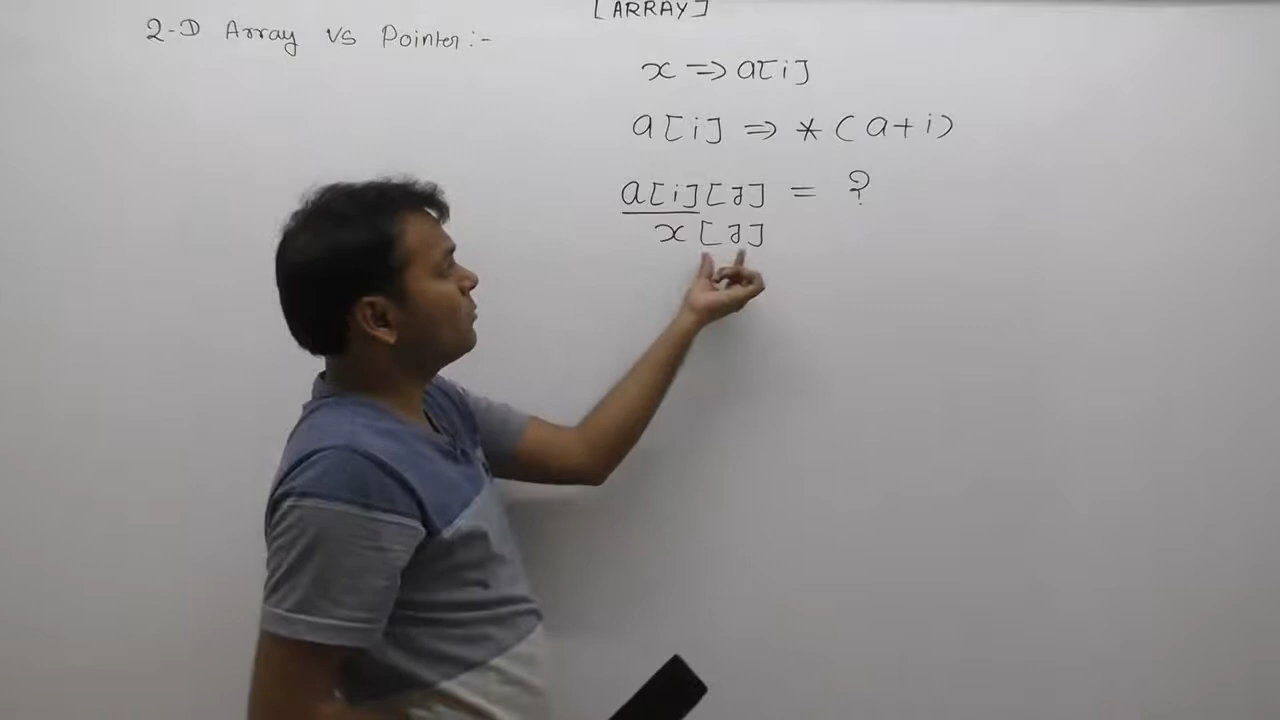 [ARRAY]
2-D Array vs Pointer:-
x => a[i]
a[i] => *(a+i)
a[i][j] = ?
x[j]